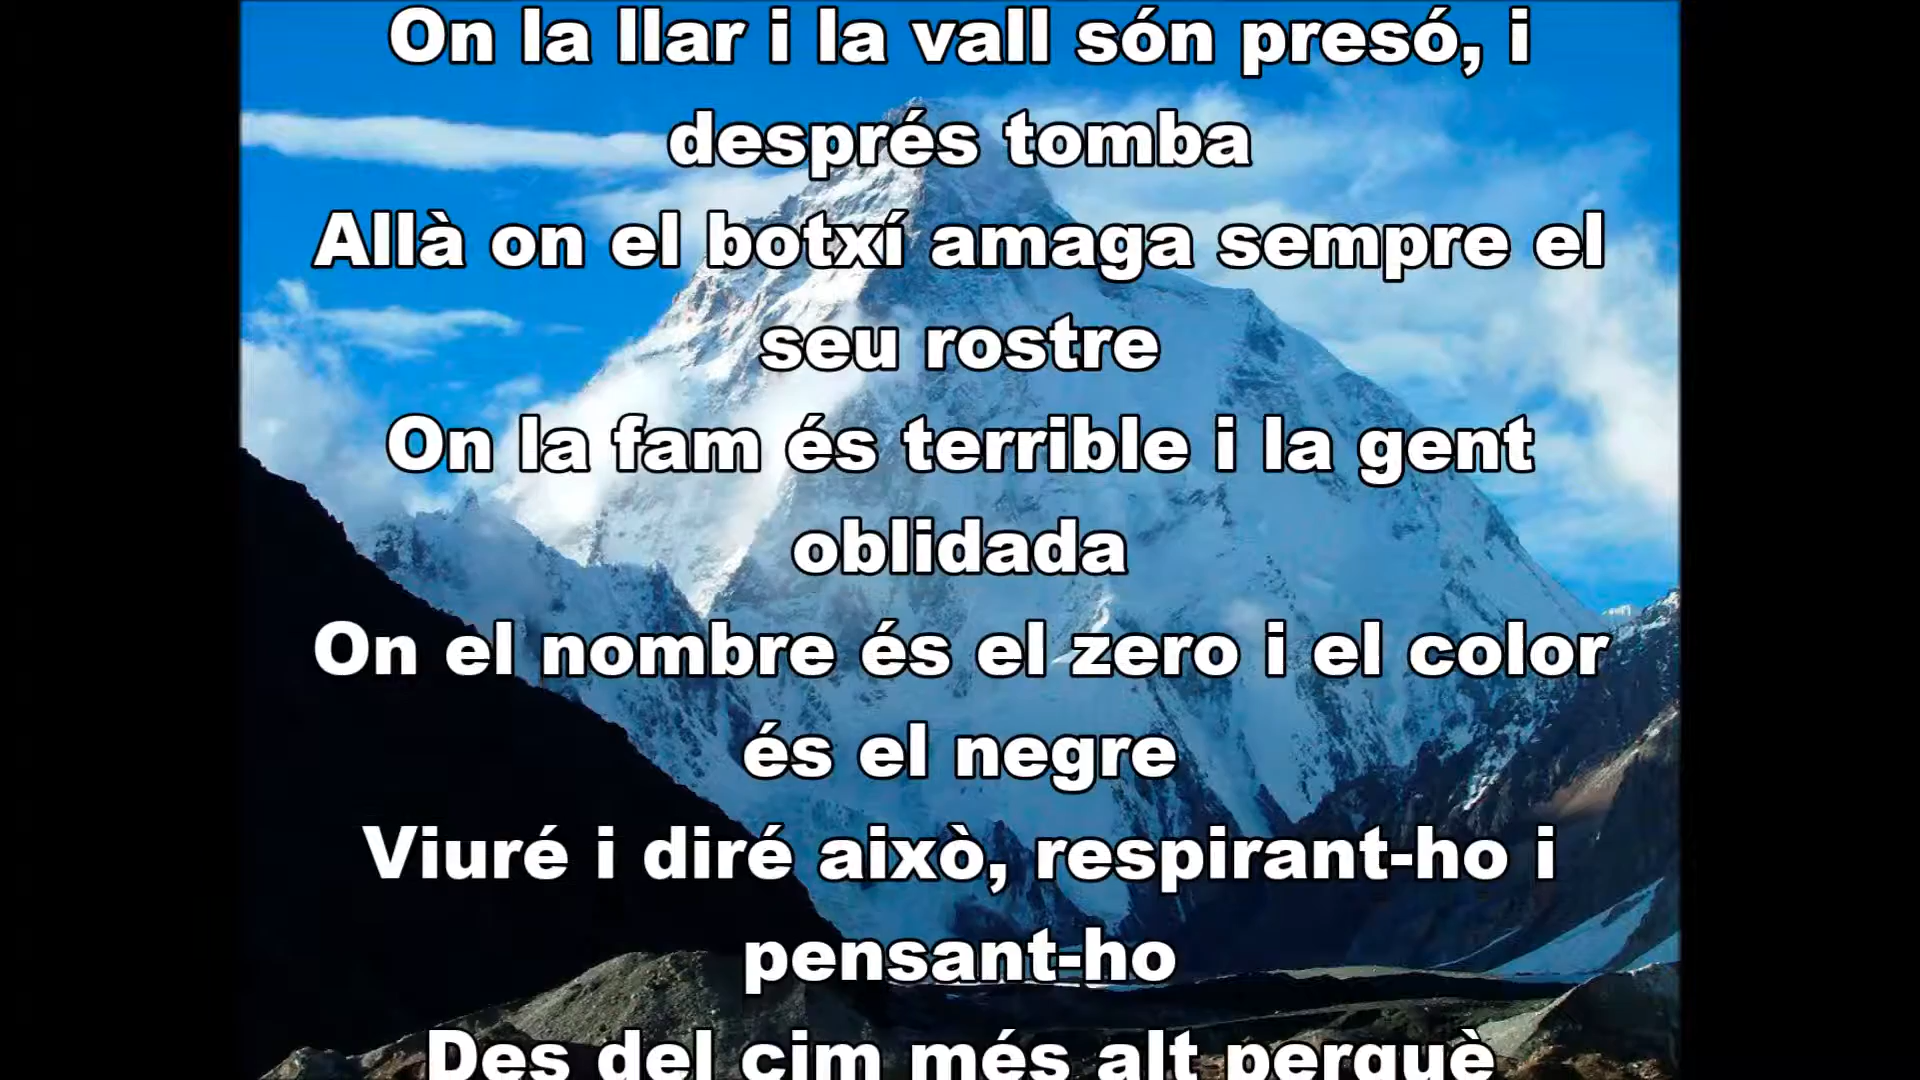 On la llar i la vall són presó, i
després tomba
Allà on el botxí amaga sempre el
seu rostre
On la fam és terrible i la gent
oblidada
On el nombre és el zero i el color
és el negre
Viuré i diré això, respirant-ho i
pensant-ho
Des del cim més alt perquè